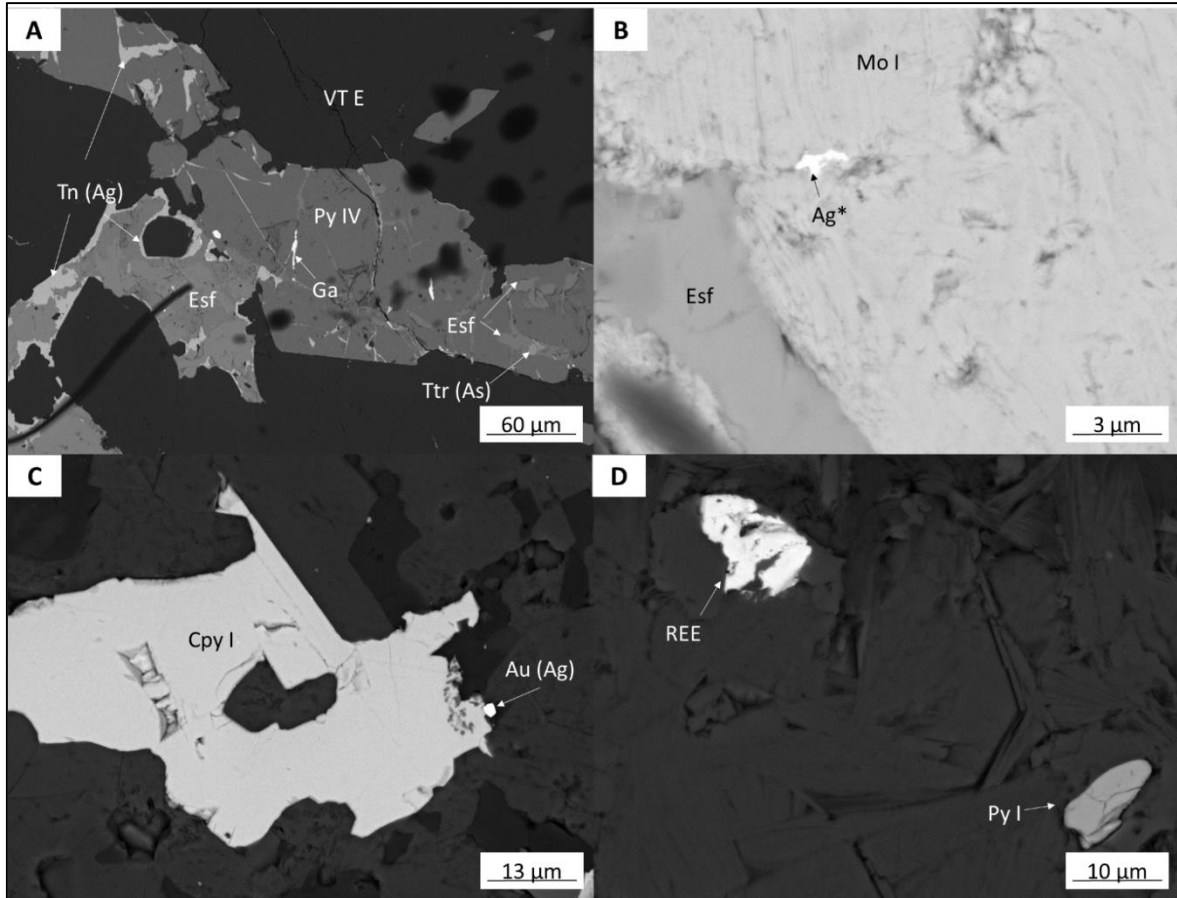 A
VT E
Tn (Ag)
Py IV
Esf
Ga
Esf
Ttr (As)
60 µm
B
Mo I
Ag*
Esf
3 µm
C
Cpy I
Au (Ag)
13 µm
D
REE
Py I
10 µm